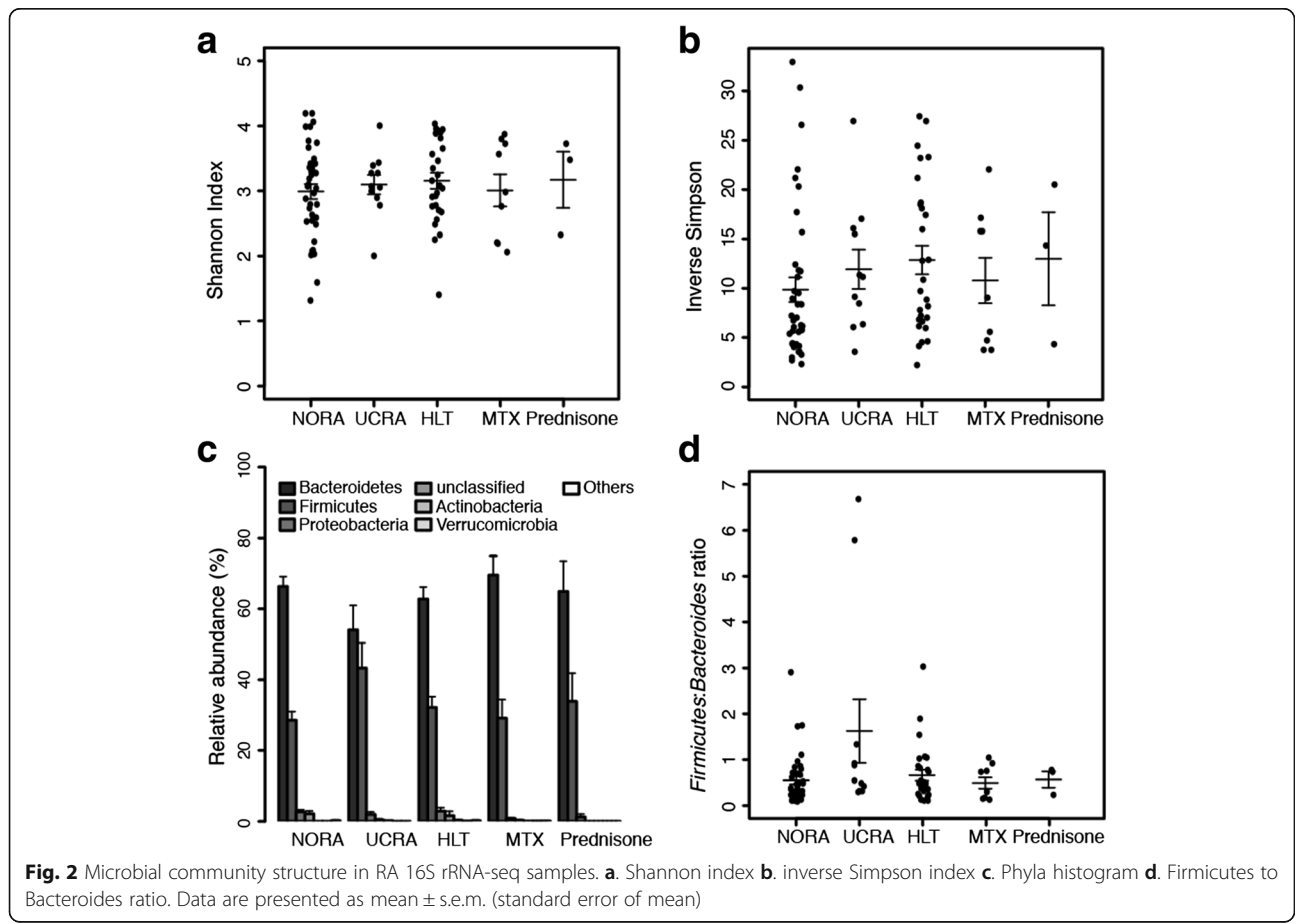 a
5
4
3
2
1
0
Shannon Index
NORA UCRA HLT MTX Prednisone
b
30
25
20
15
10
5
0
Inverse Simpson
NORA UCRA HLT MTX Prednisone
c
100
80
60
40
20
0
Relative abundance (%)
Bacteroidetes unclassified Others
Firmicutes Actinobacteria
Proteobacteria Verrucomicrobia
NORA UCRA HLT MTX Prednisone
d
7
6
5
4
3
2
1
0
Firmicutes:Bacteroides ratio
NORA UCRA HLT MTX Prednisone
Fig. 2 Microbial community structure in RA 16S rRNA-seq samples. a. Shannon index b. inverse Simpson index c. Phyla histogram d. Firmicutes to
Bacteroides ratio. Data are presented as mean ± s.e.m. (standard error of mean)